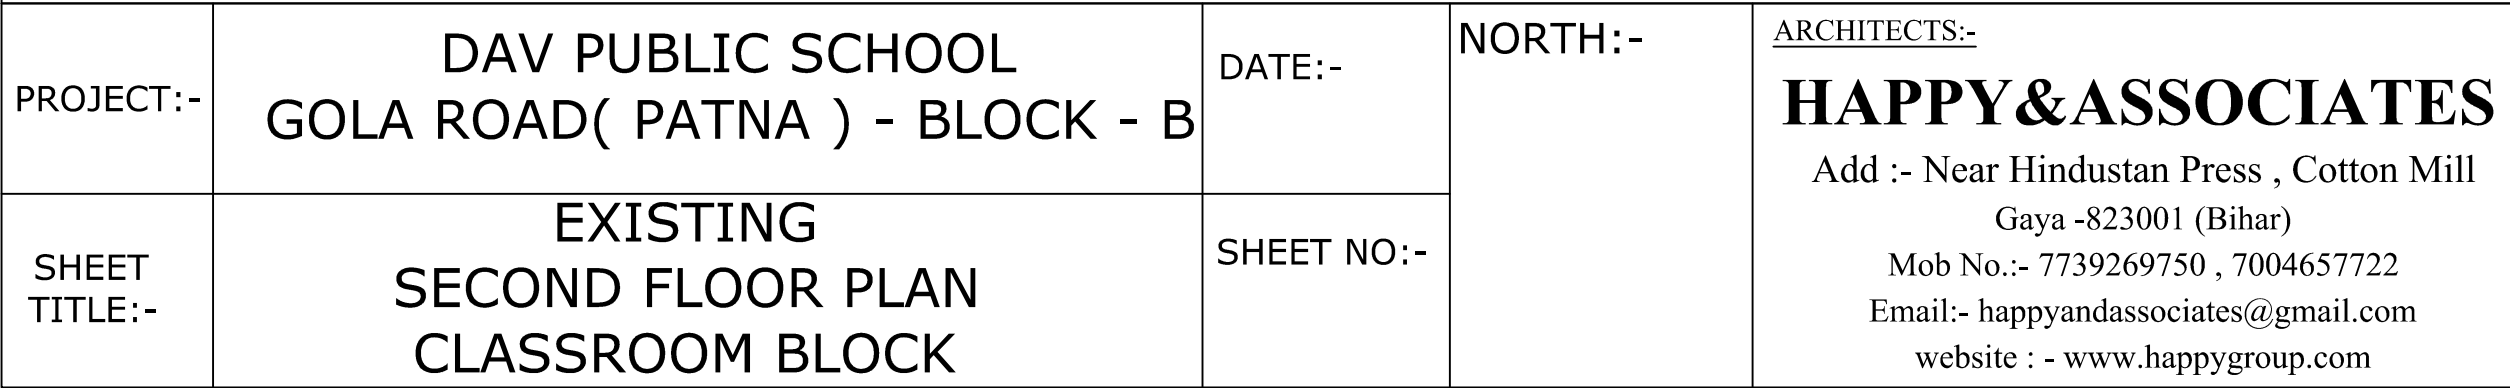 PROJECT:-
DAV PUBLIC SCHOOL
GOLA ROAD( PATNA ) - BLOCK - B
DATE:-
NORTH:-
SHEET
TITLE:-
EXISTING
SECOND FLOOR PLAN
CLASSROOM BLOCK
SHEET NO:-
ARCHITECTS:-
HAPPY&ASSOCIATES
Add :- Near Hindustan Press , Cotton Mill
Gaya -823001 (Bihar)
Mob No.:- 7739269750 , 7004657722
Email:- happyandassociates@gmail.com
website : - www.happygroup.com